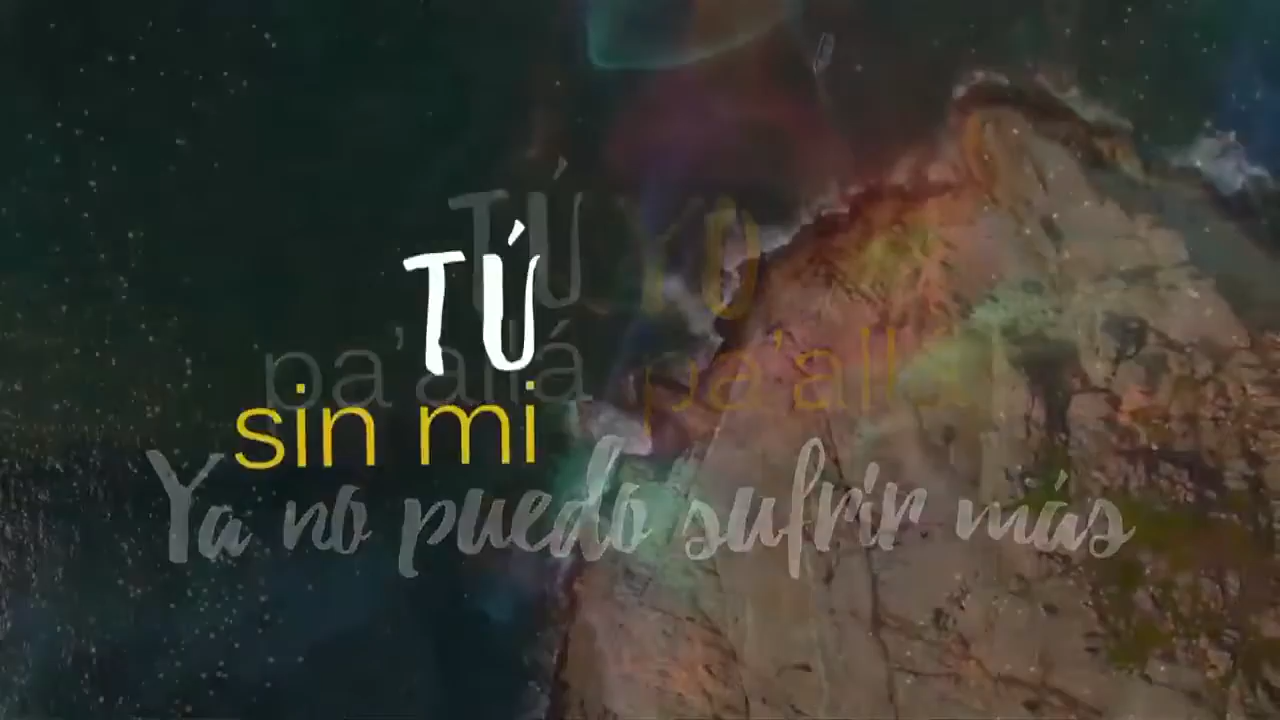 TÚ YO
TÚ
pa'allá pa'allá
sin mi
Ya no puedo sufrir más